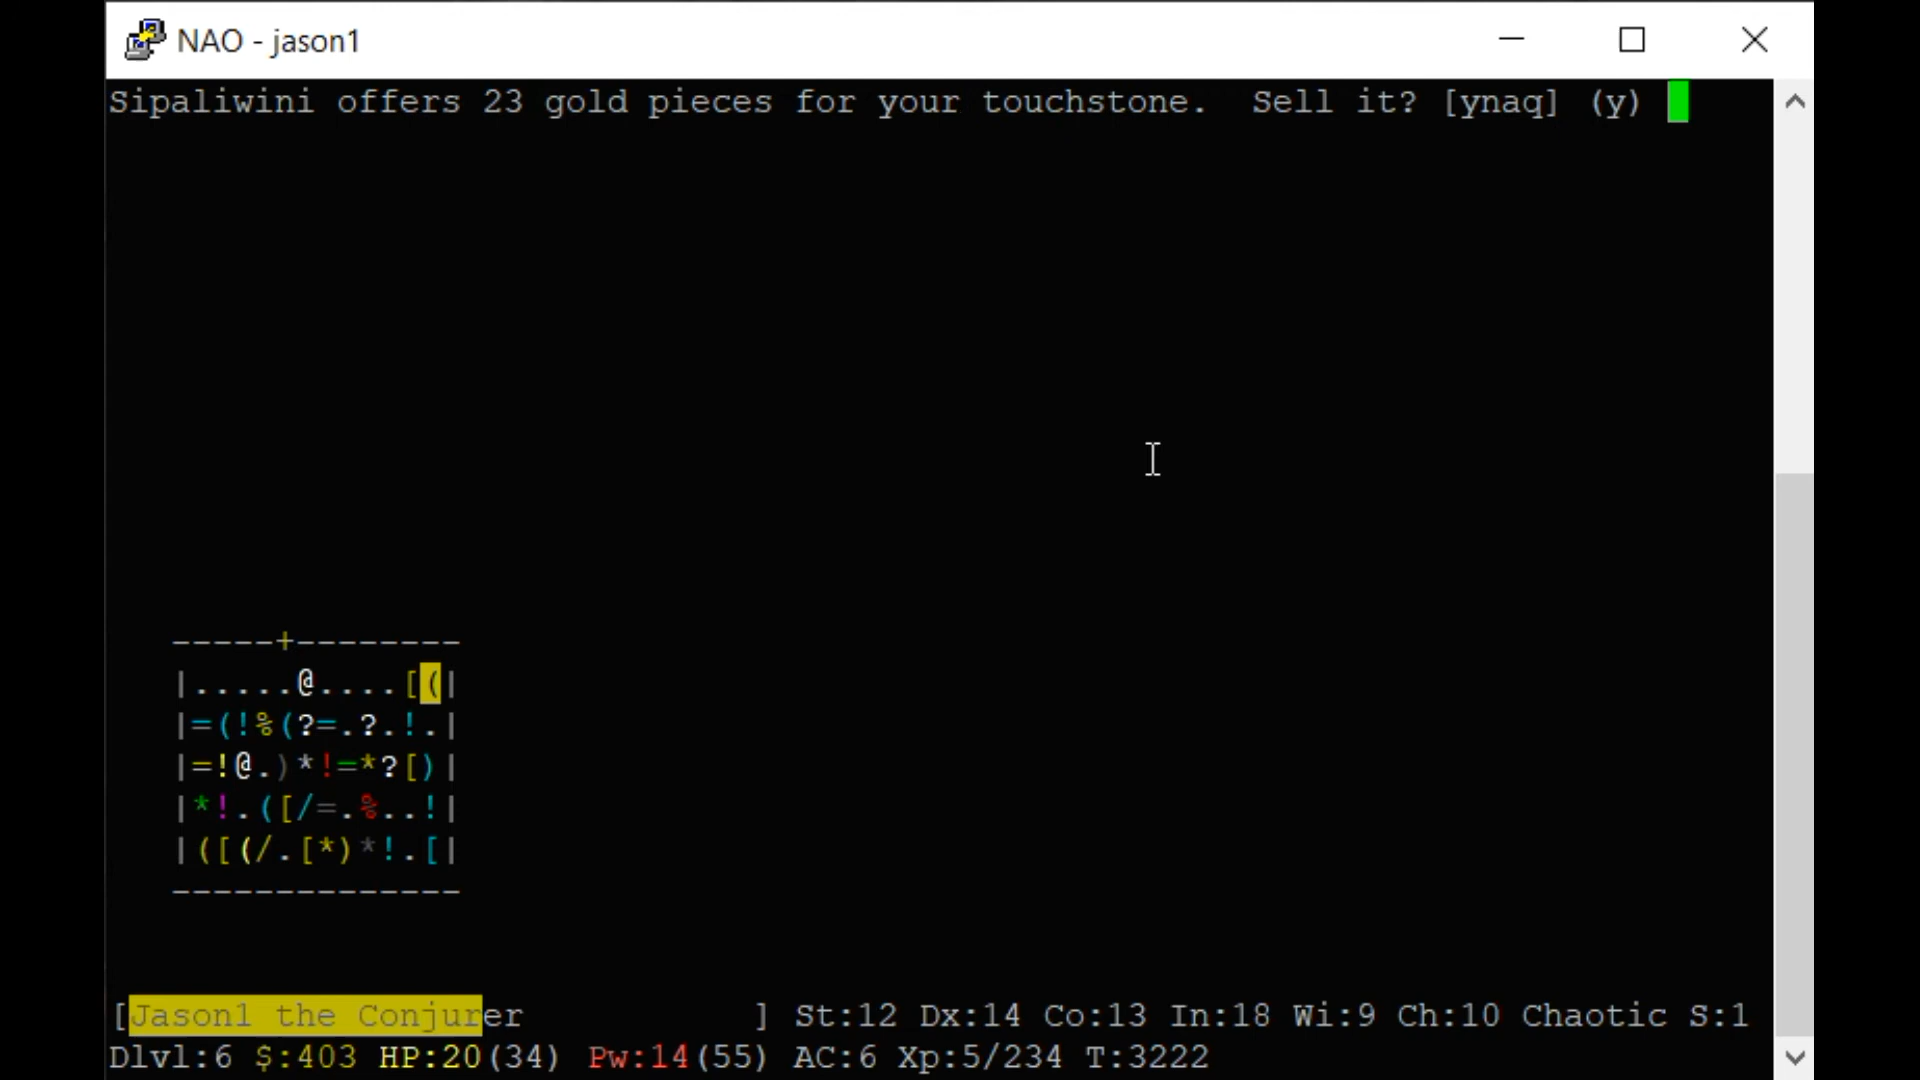 NAO - jason1
Sipaliwini offers 23 gold pieces for your touchstone.  Sell it? [ynaq] (y)
-----+--------
|.....@....[(|
|=(!%(?=.?.!.|
|=!@.)*!=*?[)|
|*!.([/=.%..!|
|([(/.[*)*!.[|
--------------
[Jason1 the Conjurer           ] St:12 Dx:14 Co:13 In:18 Wi:9 Ch:10 Chaotic S:1
Dlvl:6 $:403 HP:20(34) Pw:14(55) AC:6 Xp:5/234 T:3222